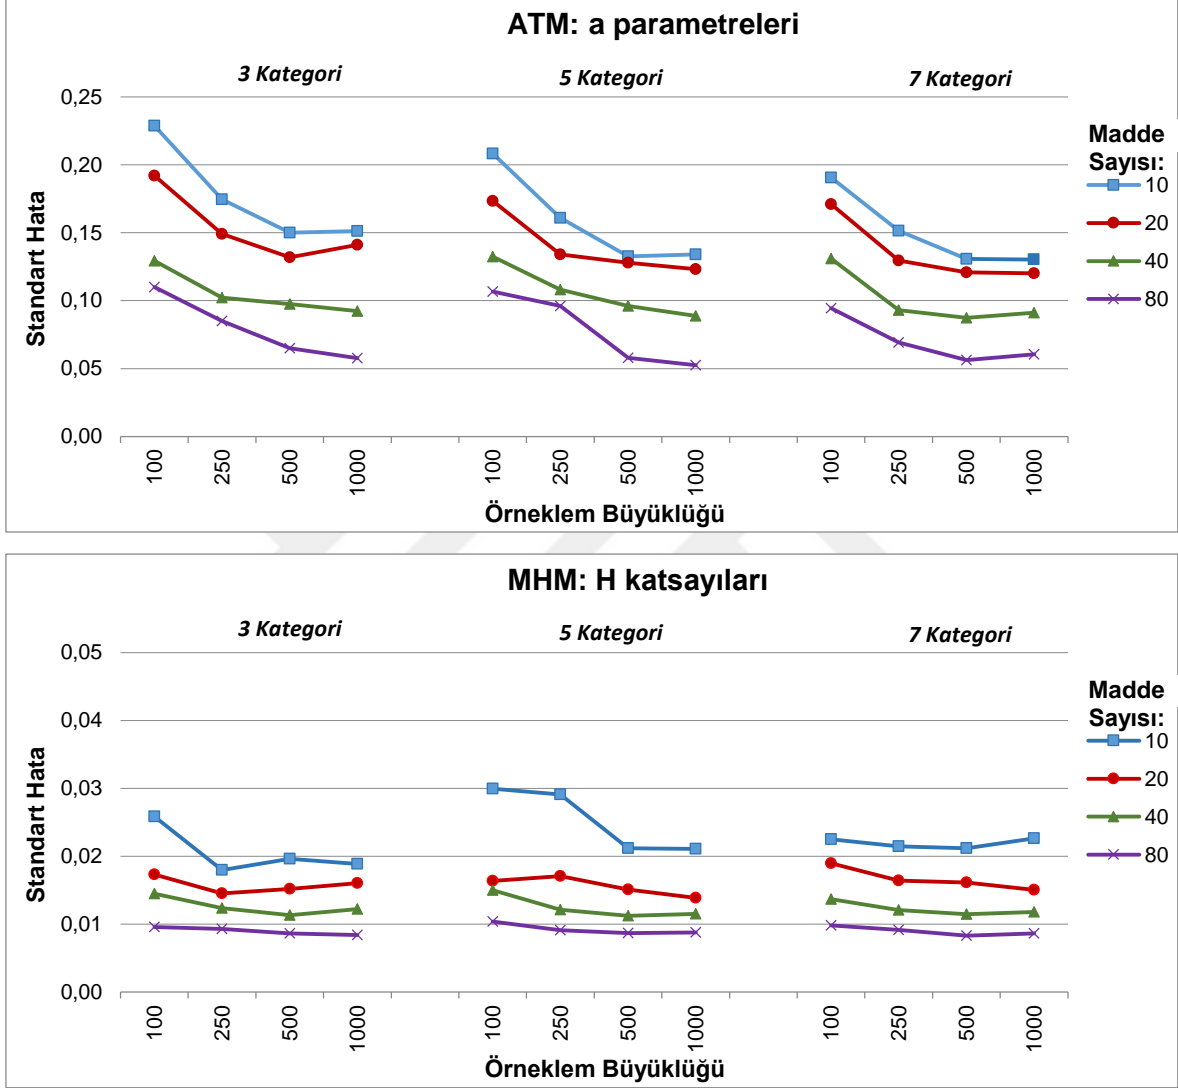 ATM: a parametreleri
3 Kategori 5 Kategori 7 Kategori
0,25
0,20
0,15
0,10
0,05
0,00
Standart Hata
100 250 500 1000 100 250 500 1000 100 250 500 1000
Örneklem Büyüklüğü
Madde
Sayısı:
10
20
40
80
MHM: H katsayıları
3 Kategori 5 Kategori 7 Kategori
0,05
0,04
0,03
0,02
0,01
0,00
Standart Hata
100 250 500 1000 100 250 500 1000 100 250 500 1000
Örneklem Büyüklüğü
Madde
Sayısı:
10
20
40
80